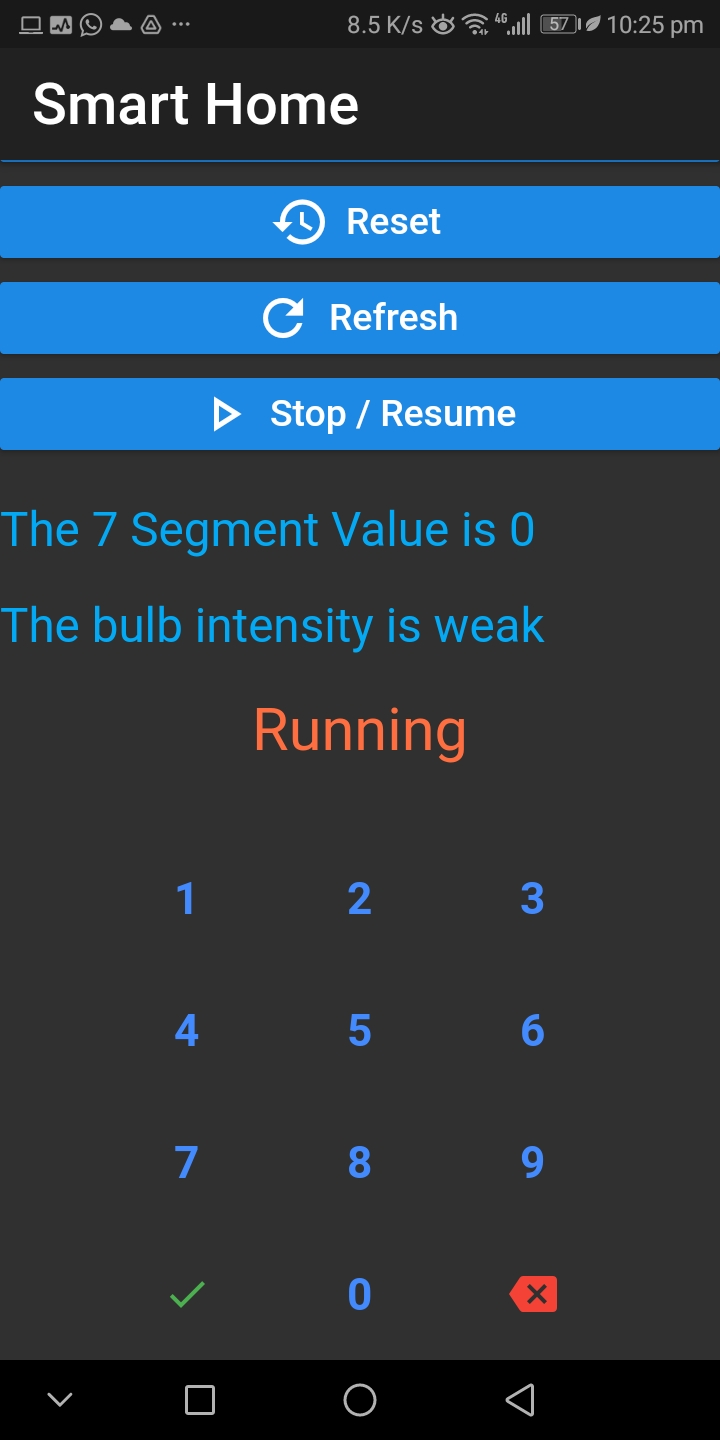 8.5 K/s 4G 57 10:25 pm
Smart Home
Reset
Refresh
Stop / Resume
The 7 Segment Value is 0
The bulb intensity is weak
Running
1 2 3
4 5 6
7 8 9
0